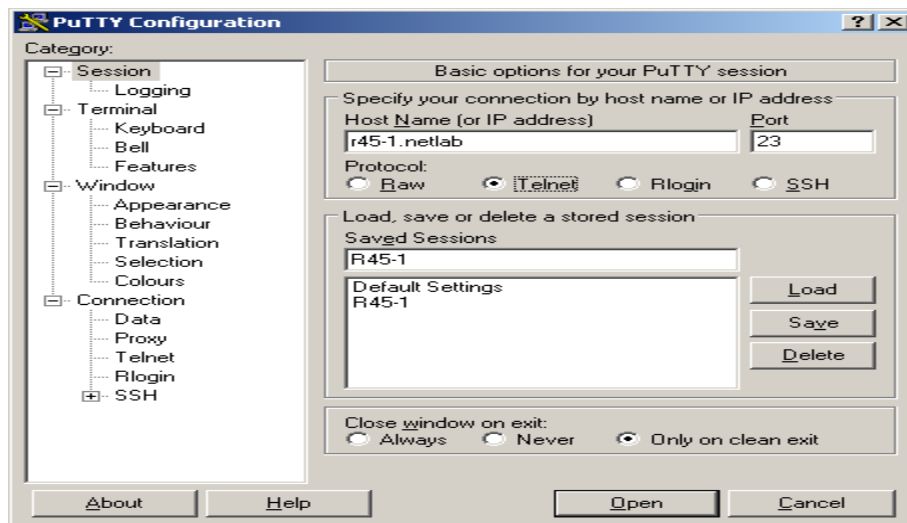 PuTTY Configuration
Category:
Session
Logging
Terminal
Keyboard
Bell
Features
Window
Appearance
Behaviour
Translation
Selection
Colours
Connection
Data
Proxy
Telnet
Rlogin
SSH
Basic options for your PuTTY session
Specify your connection by host name or IP address
Host Name (or IP address) Port
r45-1.netlab 23
Protocol:
Raw Telnet Rlogin SSH
Load, save or delete a stored session
Saved Sessions
R45-1
Default Settings
R45-1
Load
Save
Delete
Close window on exit:
Always Never Only on clean exit
About Help Open Cancel